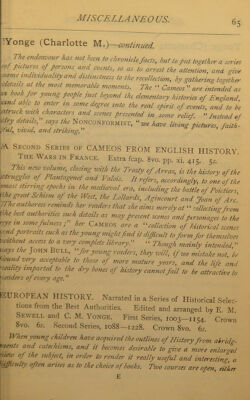 MISCELLANEOUS. 65
Yonge (Charlotte M.)—continued.
The endeavour has not been to chronicle facts, but to put together a series
of pictures of persons and events, so as to arrest the attention, and give
some individuality and distinctness to the recollection, by gathering together
details at the most memorable moments. The "Cameos" are intended as
a book for young people just beyond the elementary histories of England,
and able to enter in some degree into the real spirit of events, and to be
struck with characters and scenes presented in some relief. "Instead of
dry details," says the NONCONFORMIST, "we have living pictures, faith-
ful, vivid, and striking."
A SECOND SERIES OF CAMEOS FROM ENGLISH HISTORY.
THE WARS IN FRANCE. Extra fcap. 8vo. pp. xi. 415. 5s.
This new volume, closing with the Treaty of Arras, is the history of the
struggles of Plantagenet and Valois. It refers, accordingly, to one of the
most stirring epochs in the mediæval era, including the battle of Poictiers,
the great Schism of the West, the Lollards, Agincourt and Joan of Arc.
The authoress reminds her readers that she aims merely at "collecting from
the best authorities such details as may present scenes and personages to the
eye in some fulness;" her CAMEOS are a "collection of historical scenes
and portraits such as the young might find it difficult to form for themselves
without access to a very complete library." "Though mainly intended,"
says the JOHN BULL, "for young readers, they will, if we mistake not, be
found very acceptable to those of more mature years, and the life and
reality imparted to the dry bones of history cannot fail to be attractive to
readers of every age."
EUROPEAN HISTORY. Narrated in a Series of Historical Selec-
tions from the Best Authorities. Edited and arranged by E. M.
SEWELL and C. M. YONGE. First Series, 1003—1154. Crown
8vo. 6s. Second Series, 1088—1228. Crown 8vo. 6s.
When young children have acquired the outlines of History from abridg-
ments and catechisms, and it becomes desirable to give a more enlarged
view of the subject, in order to render it really useful and interesting, a
difficulty often arises as to the choice of books. Two courses are open, either
E